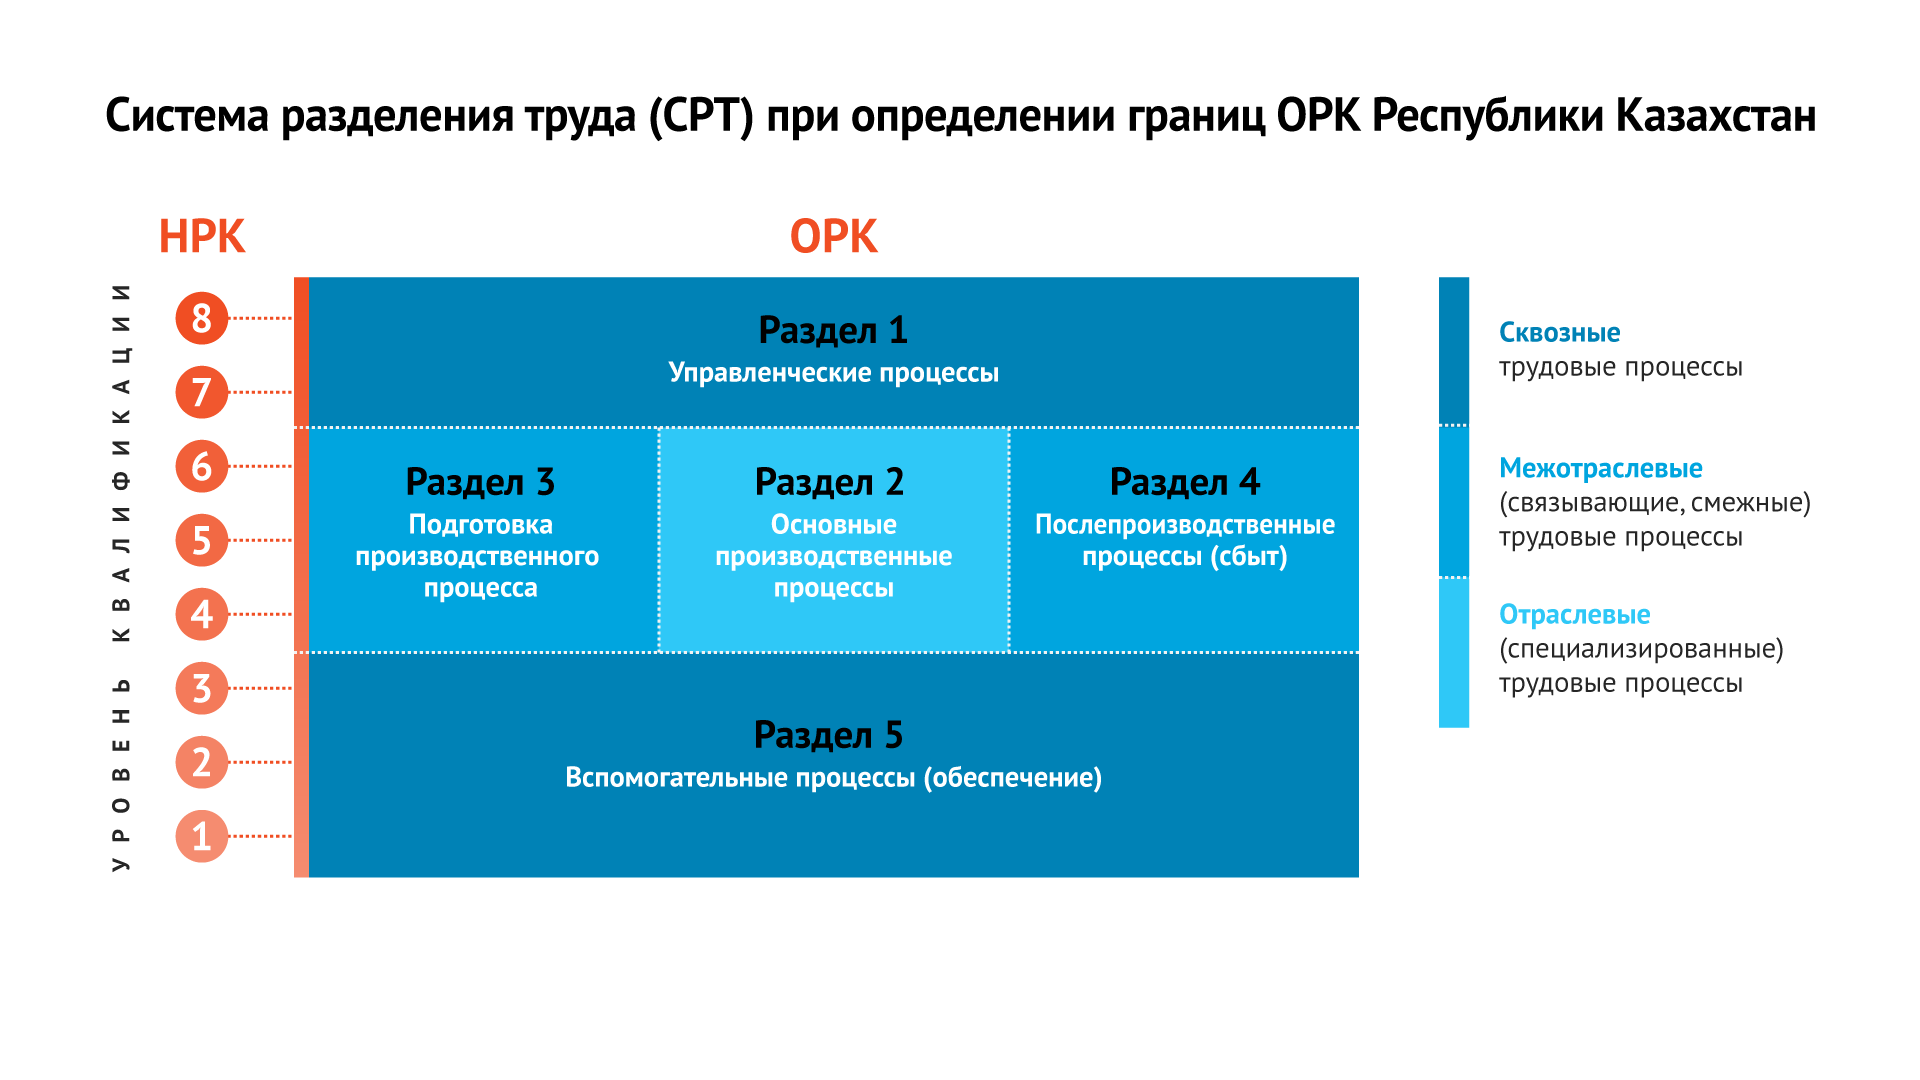 Система разделения труда (СРТ) при определении границ ОРК Республики Казахстан
НРК
ОРК
УРОВЕНЬ КВАЛИФИКАЦИИ
8
7
6
5
4
3
2
1
Раздел 1
Управленческие процессы
Раздел 3
Подготовка
производственного
процесса
Раздел 2
Основные
производственные
процессы
Раздел 4
Послепроизводственные
процессы (сбыт)
Раздел 5
Вспомогательные процессы (обеспечение)
Сквозные
трудовые процессы
Межотраслевые
(связывающие, смежные)
трудовые процессы
Отраслевые
(специализированные)
трудовые процессы